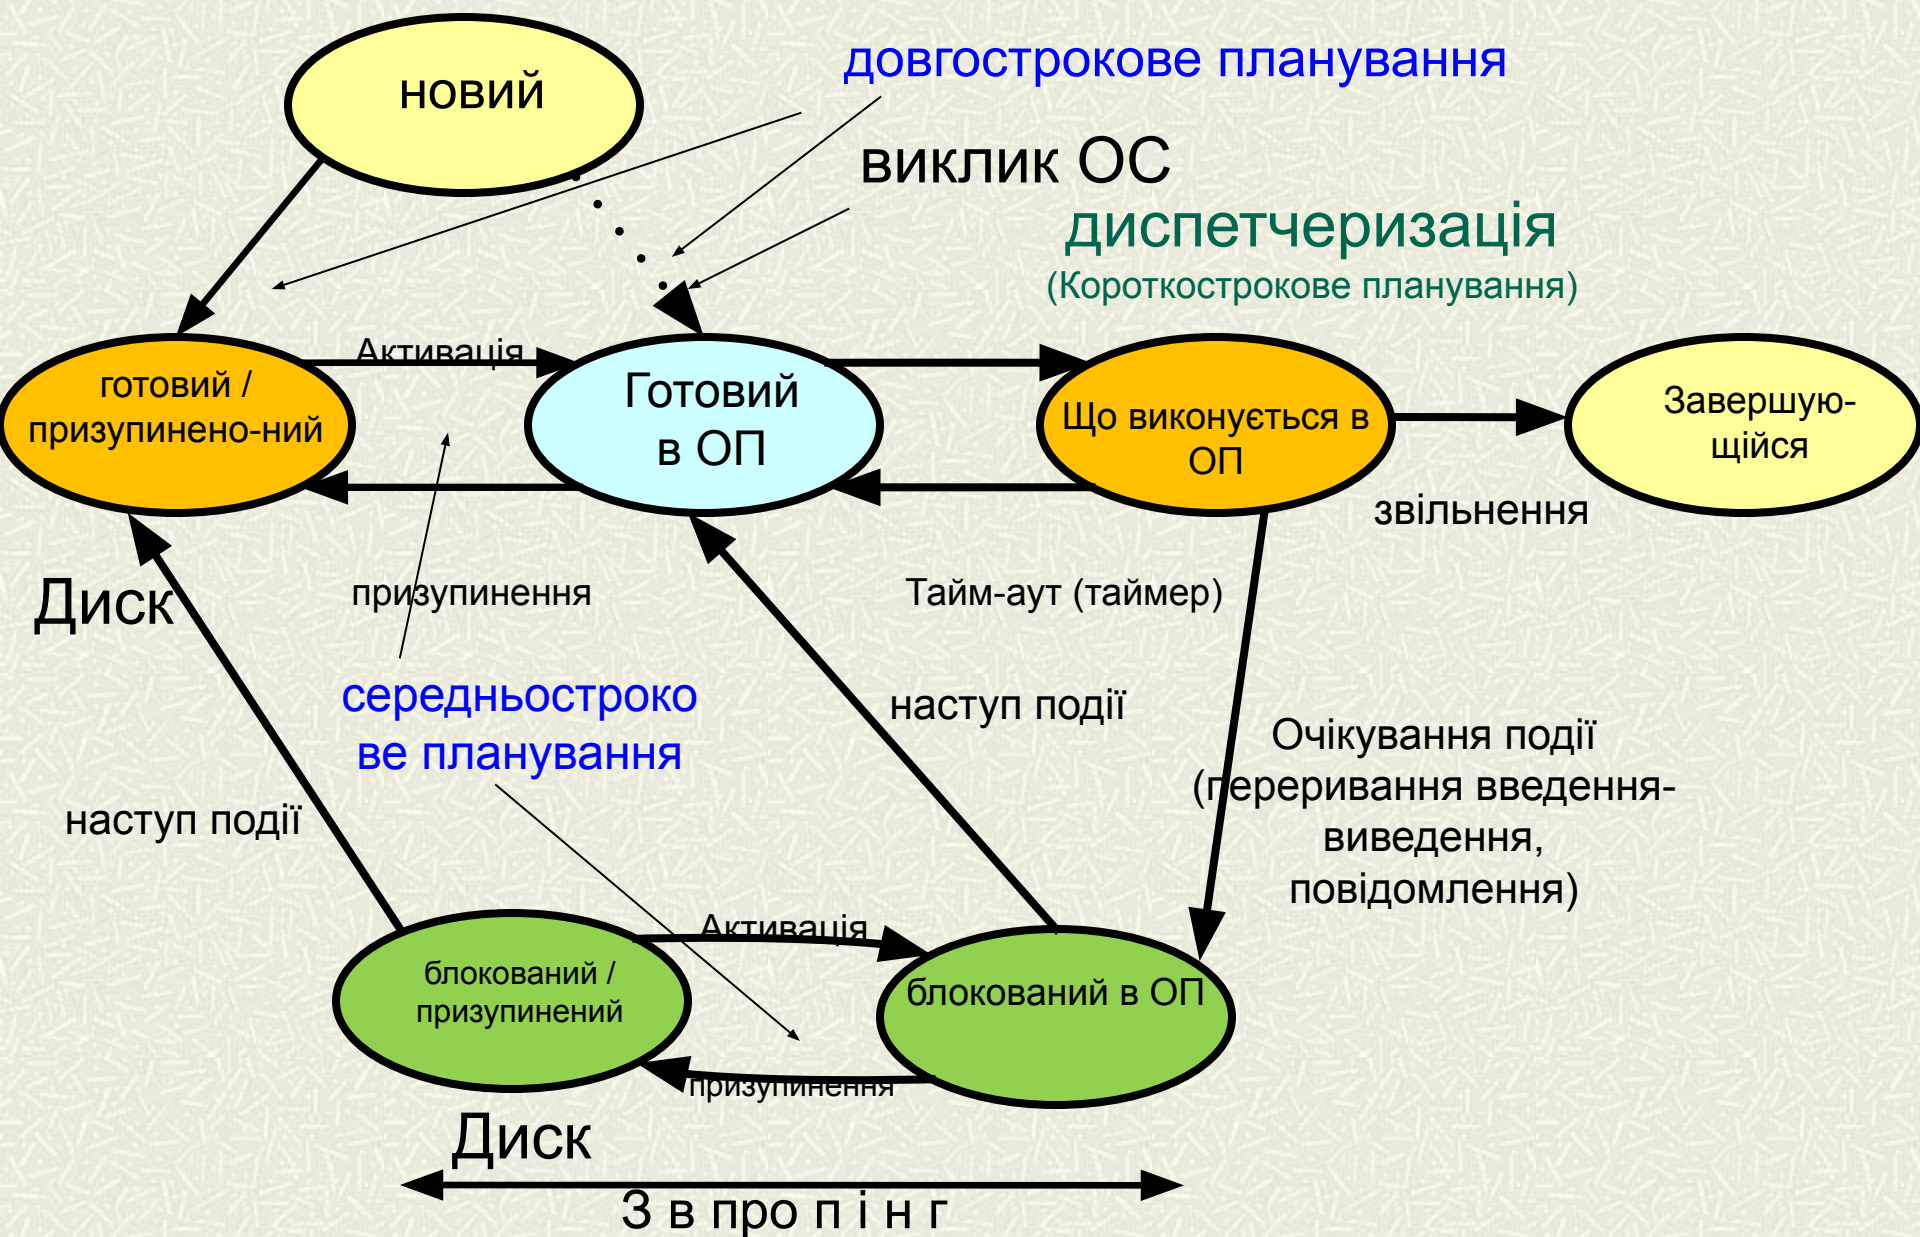 новий
довгострокове планування
виклик ОС
диспетчеризація
(Короткострокове планування)
Активація
готовий /
призупинено-ний
Готовий
в ОП
Що виконується в
ОП
Завершую-
щійся
звільнення
Диск
призупинення
Тайм-аут (таймер)
середньостроко
ве планування
наступ події
Очікування події
(переривання введення-
виведення,
повідомлення)
наступ події
Активація
блокований /
призупинений
блокований в ОП
призупинення
Диск
З в про п і н г